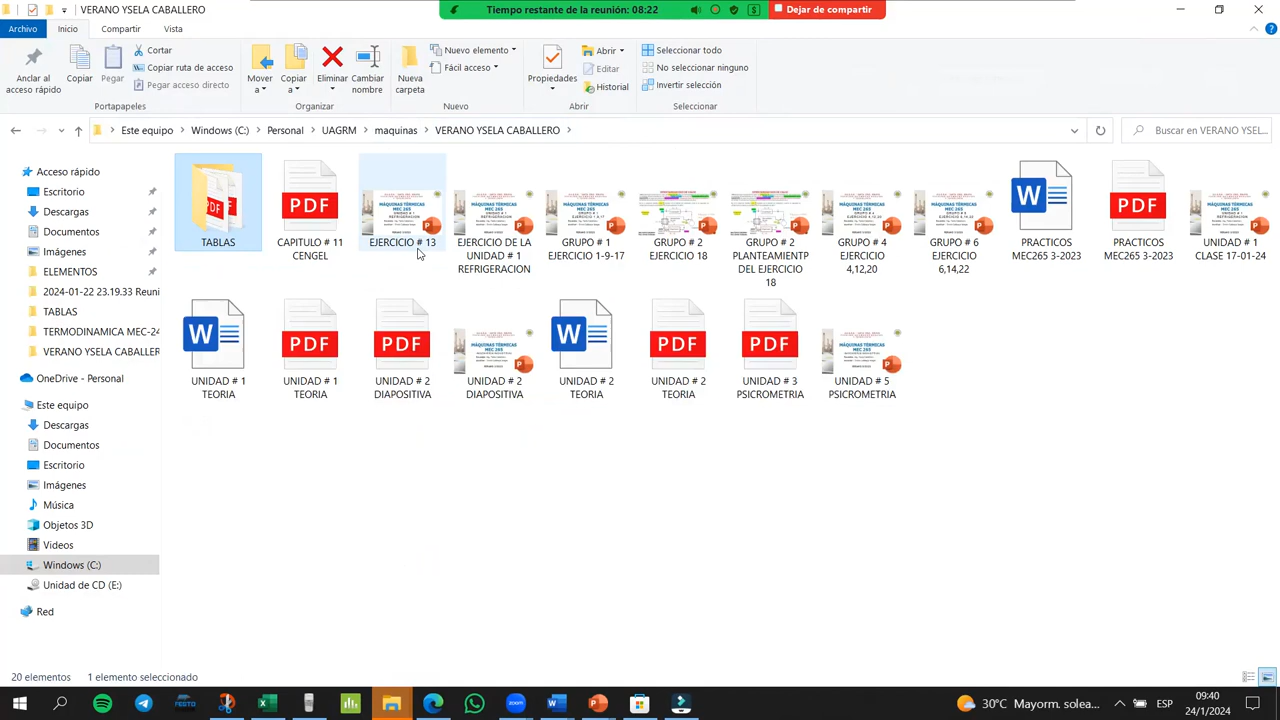 VERANO YSELA CABALLERO
Tiempo restante de la reunión: 08:22
Dejar de compartir
Archivo
Inicio
Compartir
Vista
Anclar al acceso rápido
Copiar
Pegar
Cortar
Copiar ruta de acceso
Pegar acceso directo
Portapapeles
Mover a
Copiar a
Eliminar
Cambiar nombre
Organizar
Nueva carpeta
Nuevo elemento
Fácil acceso
Nuevo
Propiedades
Abrir
Editar
Historial
Abrir
Seleccionar todo
No seleccionar ninguno
Invertir selección
Seleccionar
Este equipo > Windows (C:) > Personal > UAGRM > maquinas > VERANO YSELA CABALLERO >
Buscar en VERANO YSEL...
Acceso rápido
Escritorio
Descargas
Documentos
Imágenes
ELEMENTOS
2024-01-22 23.19.33 Reuni
TABLAS
TERMODINAMICA MEC-24
VERANO YSELA CABALLE
OneDrive - Personal
Este equipo
Descargas
Documentos
Escritorio
Imágenes
Música
Objetos 3D
Videos
Windows (C:)
Unidad de CD (E:)
Red
TABLAS
CAPITULO # 11
CENGEL
EJERCICIO # 13
EJERCICIO DE LA
UNIDAD # 1
REFRIGERACION
GRUPO # 1
EJERCICIO 1-9-17
GRUPO # 2
EJERCICIO 18
GRUPO # 2
PLANTEAMIENTP
DEL EJERCICIO
18
GRUPO # 4
EJERCICIO
4,12,20
GRUPO # 6
EJERCICIO
6,14,22
PRACTICOS
MEC265 3-2023
PRACTICOS
MEC265 3-2023
UNIDAD # 1
CLASE 17-01-24
UNIDAD # 1
TEORIA
UNIDAD # 1
TEORIA
UNIDAD # 2
DIAPOSITIVA
UNIDAD # 2
DIAPOSITIVA
UNIDAD # 2
TEORIA
UNIDAD # 2
TEORIA
UNIDAD # 3
PSICROMETRIA
UNIDAD # 5
PSICROMETRIA
20 elementos
1 elemento seleccionado
FESTO
30°C Mayorm. solea...
ESP
09:40
24/1/2024